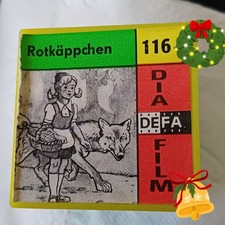 Rotkäppchen
116
DIA
DEFA
FILM